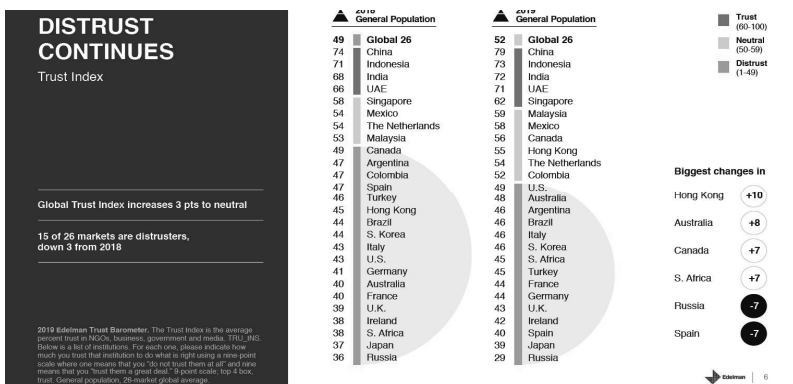 DISTRUST
CONTINUES
Trust Index
Global Trust Index increases 3 pts to neutral
15 of 26 markets are distrusters,
down 3 from 2018
2019 Edelman Trust Barometer. The Trust Index is the average
percent trust in NGOs, business, government and media. TRU_INS.
Below is a list of institutions. For each one, please indicate how
much you trust that institution to do what is right using a nine-point
scale where one means that you "do not trust them at all" and nine
means that you "trust them a great deal." 9-point scale; top 4 box,
trust. General population, 26-market global average.
2018
General Population
49 Global 26
74 China
71 Indonesia
68 India
66 UAE
58 Singapore
54 Mexico
54 The Netherlands
53 Malaysia
49 Canada
47 Argentina
47 Colombia
47 Spain
46 Turkey
45 Hong Kong
44 Brazil
44 S. Korea
43 Italy
43 U.S.
41 Germany
40 Australia
40 France
39 U.K.
38 Ireland
38 S. Africa
37 Japan
36 Russia
2019
General Population
52 Global 26
79 China
73 Indonesia
72 India
71 UAE
62 Singapore
59 Malaysia
58 Mexico
56 Canada
55 Hong Kong
54 The Netherlands
52 Colombia
49 U.S.
48 Australia
46 Argentina
46 Brazil
46 Italy
46 S. Korea
45 S. Africa
45 Turkey
44 France
44 Germany
43 U.K.
42 Ireland
40 Spain
39 Japan
29 Russia
Trust
(60-100)
Neutral
(50-59)
Distrust
(1-49)
Biggest changes in
Hong Kong +10
Australia +8
Canada +7
S. Africa +7
Russia -7
Spain -7
Edelman | 6